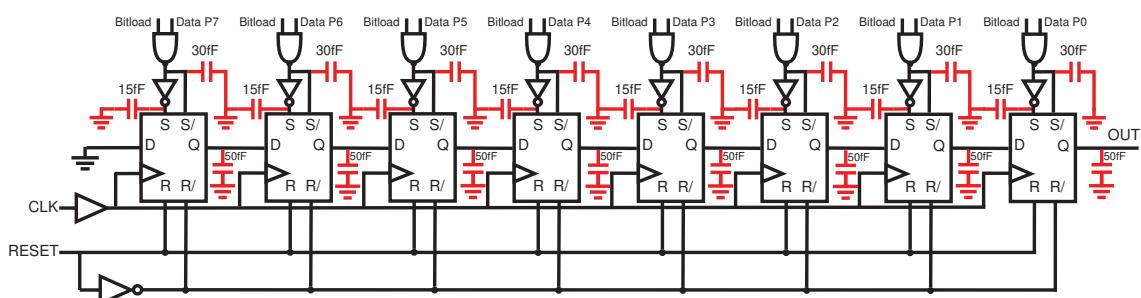 Bitload Data P7 Bitload Data P6 Bitload Data P5 Bitload Data P4 Bitload Data P3 Bitload Data P2 Bitload Data P1 Bitload Data P0
30fF 30fF 30fF 30fF 30fF 30fF 30fF 30fF
15fF 15fF 15fF 15fF 15fF 15fF 15fF 15fF
S S/ S S/ S S/ S S/ S S/ S S/ S S/ S S/
OUT
D Q D Q D Q D Q D Q D Q D Q D Q
50fF 50fF 50fF 50fF 50fF 50fF 50fF 50fF
R R/ R R/ R R/ R R/ R R/ R R/ R R/ R R/
CLK
RESET